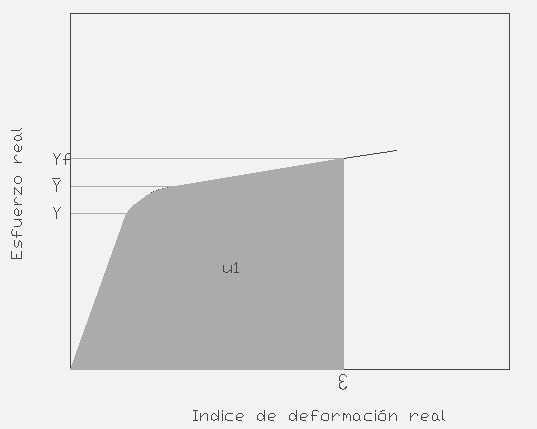 Esfuerzo real
Yf
Ȳ
Y
u1
ε
Indice de deformación real